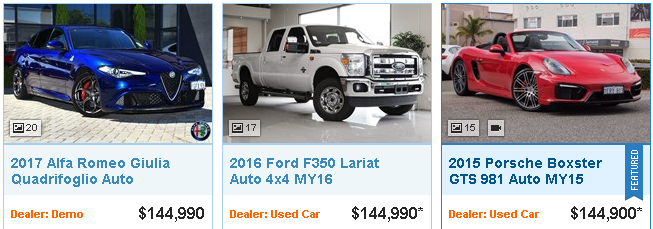 20
2017 Alfa Romeo Giulia
Quadrifoglio Auto
Dealer: Demo $144,990
17
2016 Ford F350 Lariat
Auto 4x4 MY16
Dealer: Used Car $144,990*
15
2015 Porsche Boxster
GTS 981 Auto MY15
FEATURED
Dealer: Used Car $144,900*